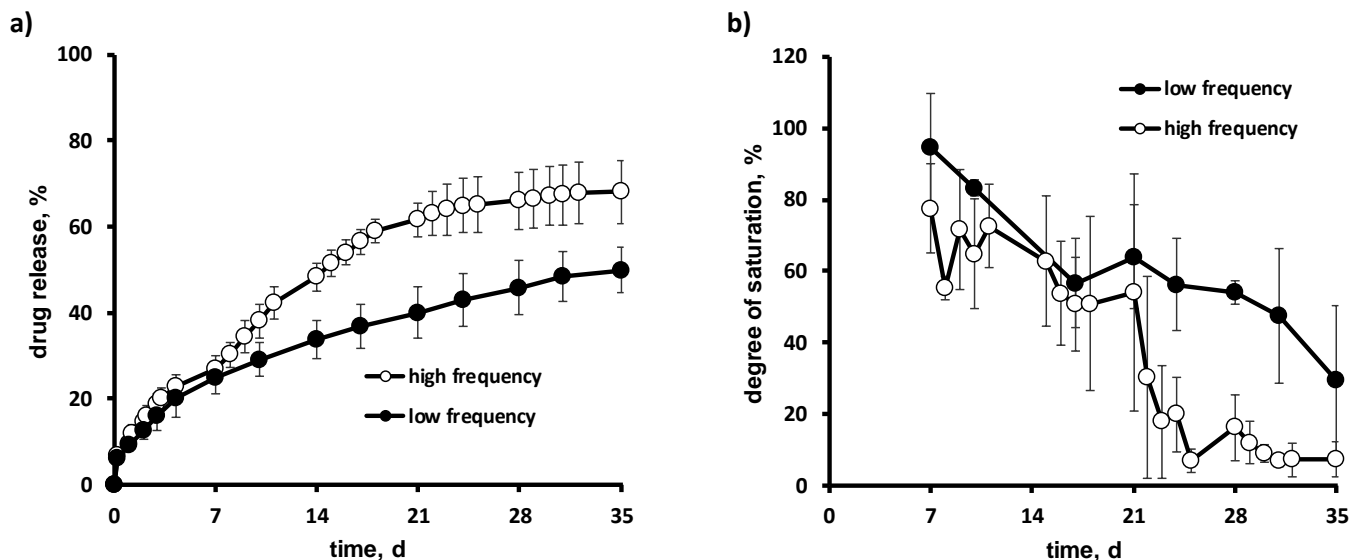 a)
100
80
60
40
20
0
drug release, %
high frequency
low frequency
0 7 14 21 28 35
time, d
b)
120
100
80
60
40
20
0
degree of saturation, %
low frequency
high frequency
0 7 14 21 28 35
time, d